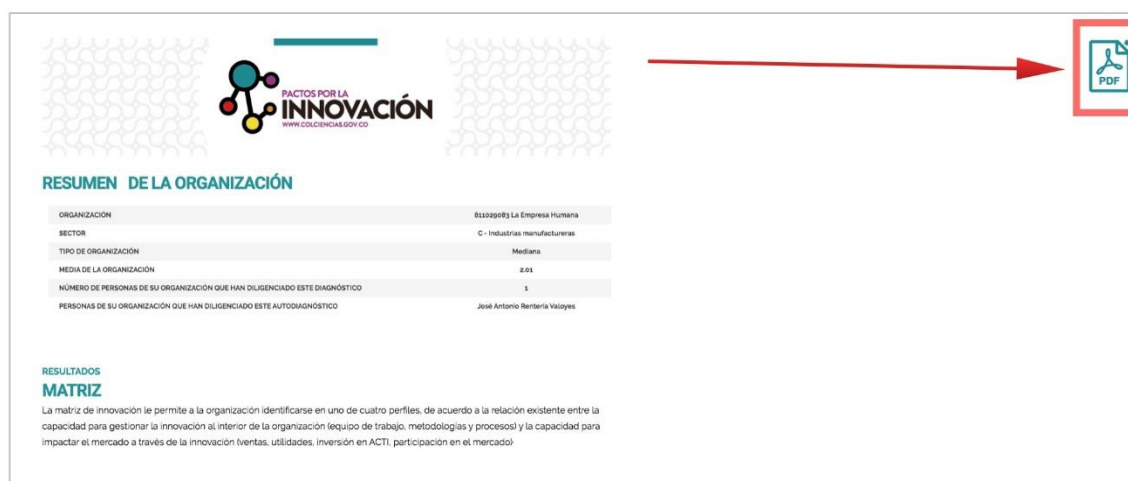 PACTOS POR LA
INNOVACIÓN
WWW.COLCIENCIAS.GOV.CO
PDF
RESUMEN DE LA ORGANIZACIÓN
ORGANIZACIÓN 811029083 La Empresa Humana
SECTOR C - Industrias manufactureras
TIPO DE ORGANIZACIÓN Mediana
MEDIA DE LA ORGANIZACIÓN 2.01
NÚMERO DE PERSONAS DE SU ORGANIZACIÓN QUE HAN DILIGENCIADO ESTE DIAGNÓSTICO 1
PERSONAS DE SU ORGANIZACIÓN QUE HAN DILIGENCIADO ESTE AUTODIAGNÓSTICO José Antonio Rentería Valoyes
RESULTADOS
MATRIZ
La matriz de innovación le permite a la organización identificarse en uno de cuatro perfiles, de acuerdo a la relación existente entre la
capacidad para gestionar la innovación al interior de la organización (equipo de trabajo, metodologías y procesos) y la capacidad para
impactar el mercado a través de la innovación (ventas, utilidades, inversión en ACTI, participación en el mercado)